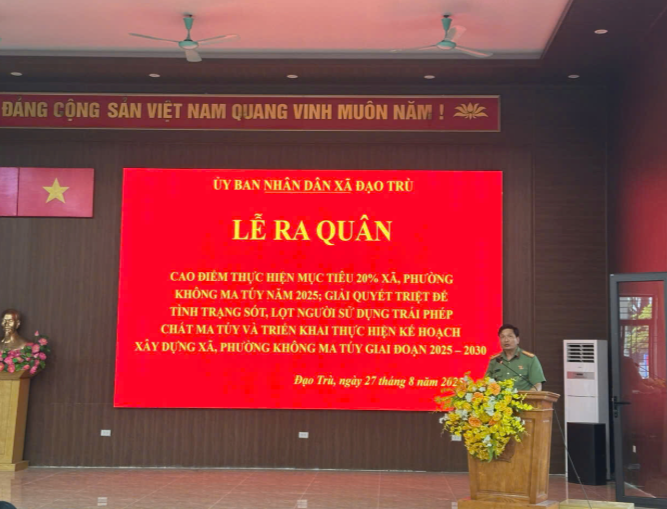 ĐẢNG CỘNG SẢN VIỆT NAM QUANG VINH MUÔN NĂM !
ỦY BAN NHÂN DÂN XÃ ĐẠO TRÙ
LỄ RA QUÂN
CAO ĐIỂM THỰC HIỆN MỤC TIÊU 20% XÃ, PHƯỜNG
KHÔNG MA TÚY NĂM 2025; GIẢI QUYẾT TRIỆT ĐỂ
TÌNH TRẠNG SÓT, LỌT NGƯỜI SỬ DỤNG TRÁI PHÉP
CHẤT MA TÚY VÀ TRIỂN KHAI THỰC HIỆN KẾ HOẠCH
XÂY DỰNG XÃ, PHƯỜNG KHÔNG MA TÚY GIAI ĐOẠN 2025 – 2030
Đạo Trù, ngày 27 tháng 8 năm